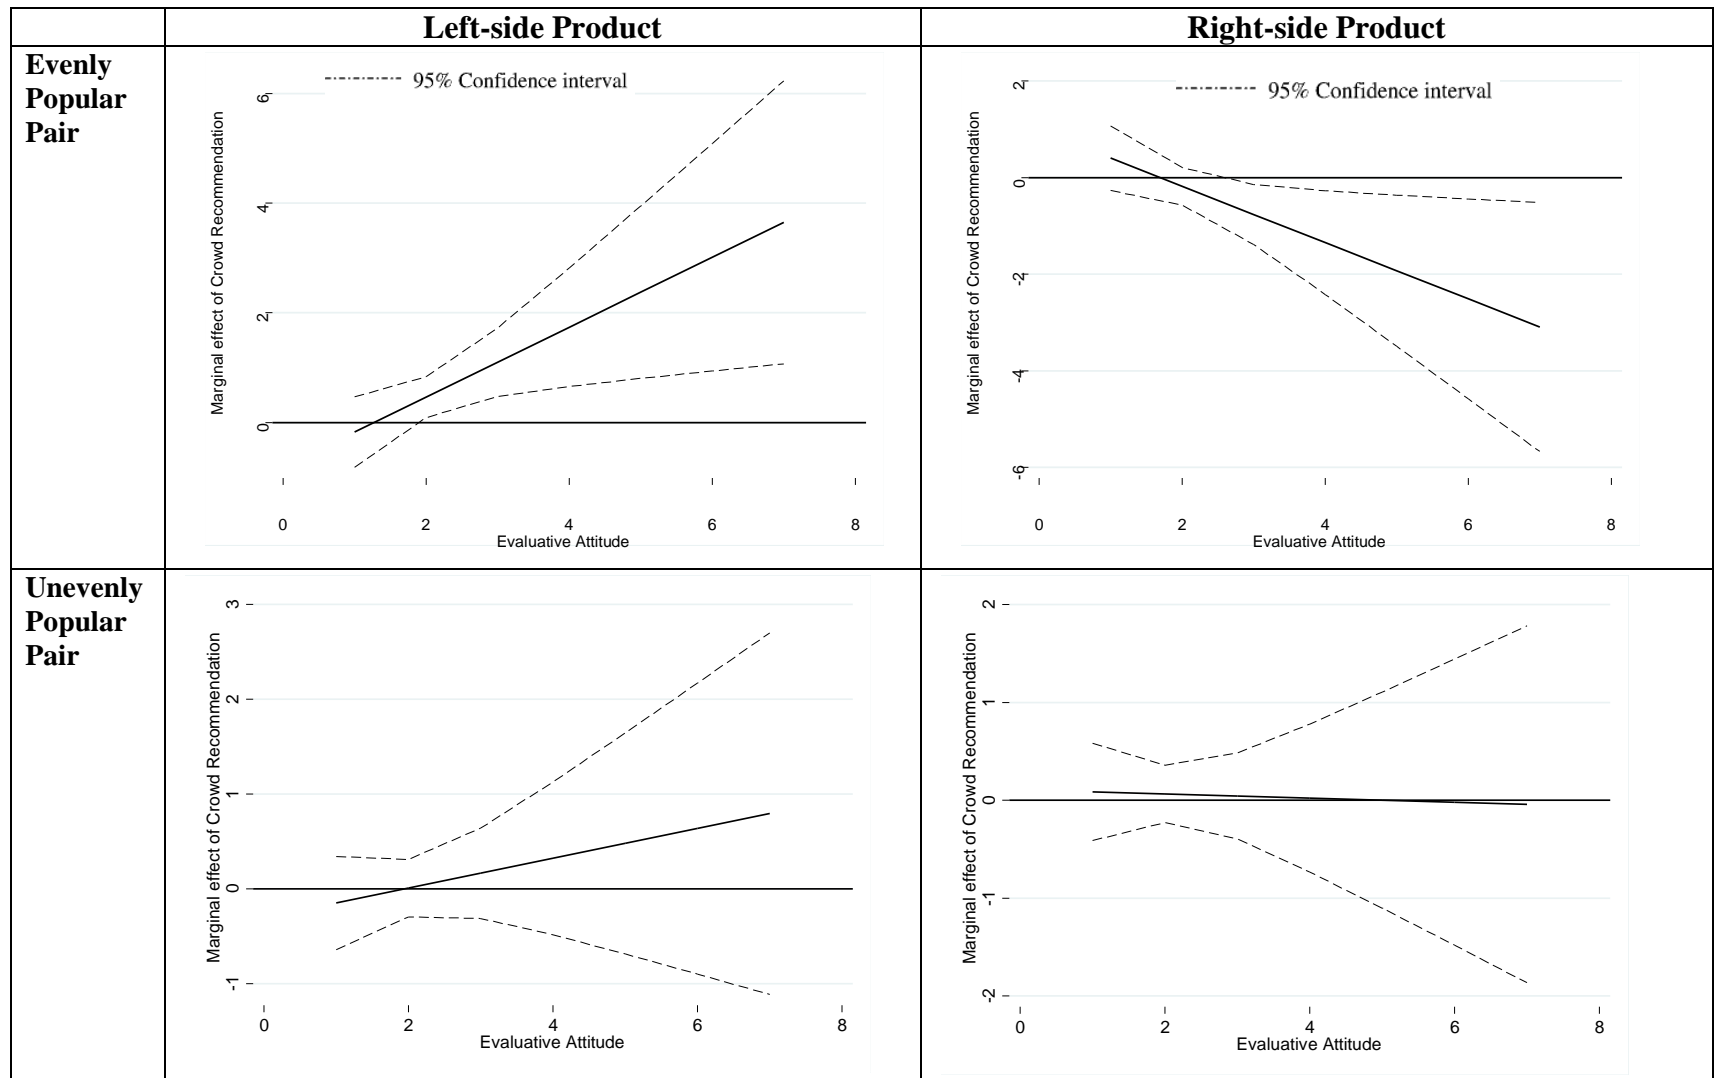 Left-side Product
Right-side Product
Evenly
Popular
Pair
95% Confidence interval
Marginal effect of Crowd Recommendation
6
4
2
0
0 2 4 6 8
Evaluative Attitude
95% Confidence interval
Marginal effect of Crowd Recommendation
2
0
-2
-4
-6
0 2 4 6 8
Evaluative Attitude
Unevenly
Popular
Pair
Marginal effect of Crowd Recommendation
3
2
1
0
-1
0 2 4 6 8
Evaluative Attitude
Marginal effect of Crowd Recommendation
2
1
0
-1
-2
0 2 4 6 8
Evaluative Attitude